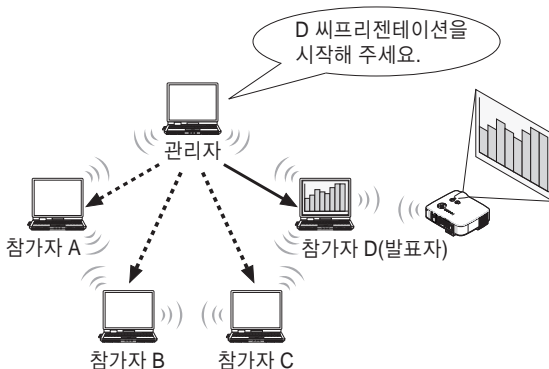 D 씨프리젠테이션을
시작해 주세요.
관리자
참가자 A
참가자 D(발표자)
참가자 B
참가자 C